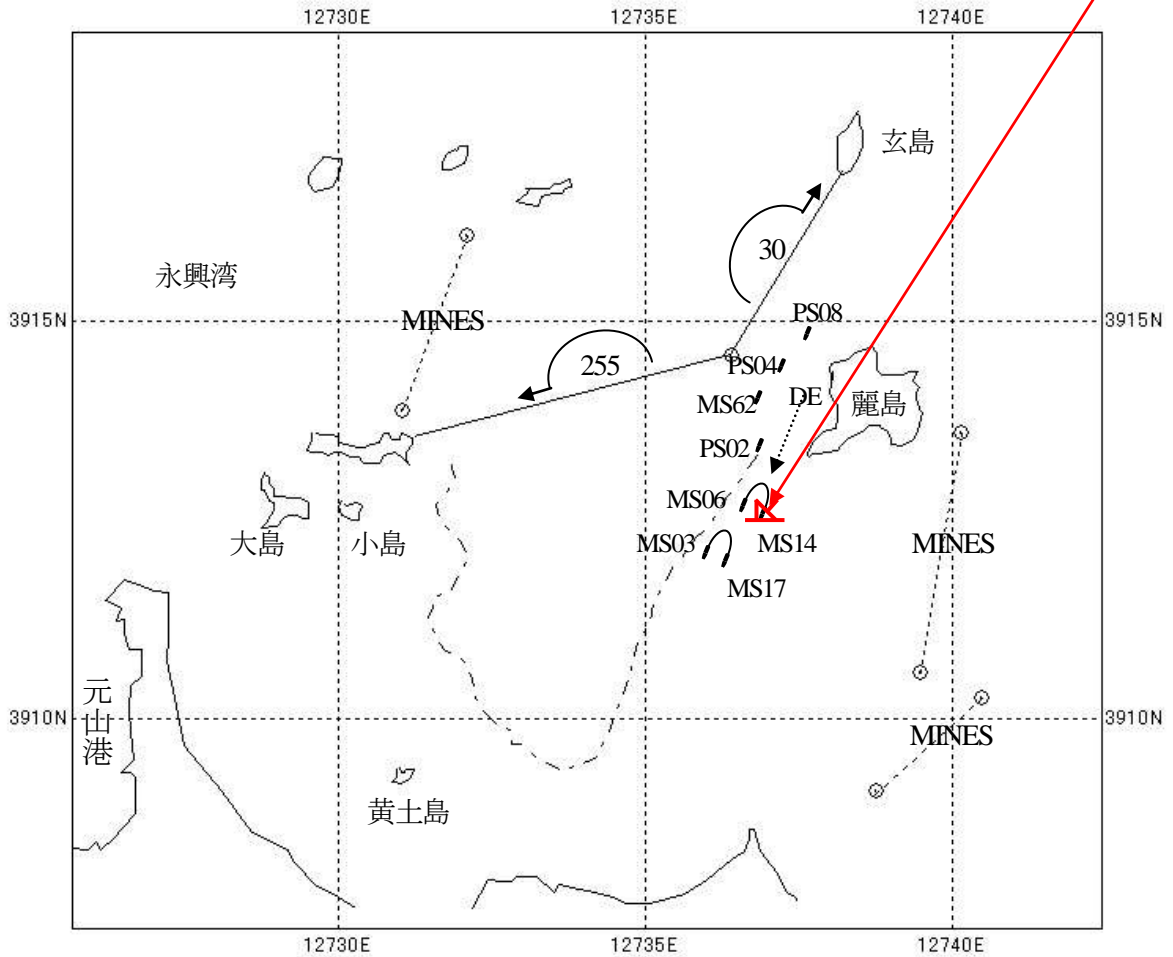 12730E 12735E 12740E
玄島
永興湾
30
MINES
PS08
3915N 3915N
255
PS04
DE
麗島
MS62
PS02
MS06
大島
小島
MS03
MS14
MINES
MS17
元山港
3910N 3910N
MINES
黄土島
12730E 12735E 12740E